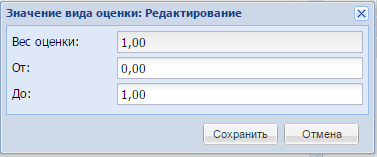 Значение вида оценки: Редактирование
Вес оценки: 1,00
От: 0,00
До: 1,00
Сохранить Отмена